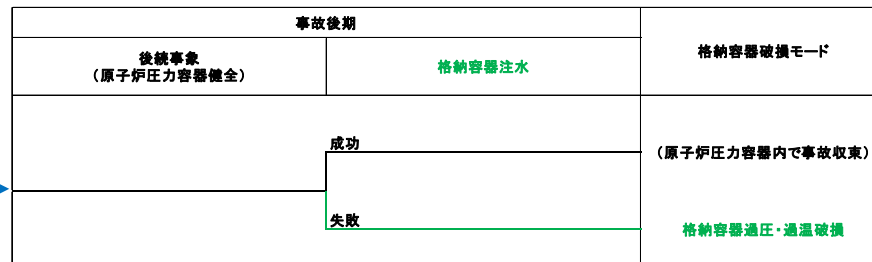 事故後期
後続事象
（原子炉圧力容器健全）
格納容器注水
格納容器破損モード
成功
（原子炉圧力容器内で事故収束）
失敗
格納容器過圧・過温破損